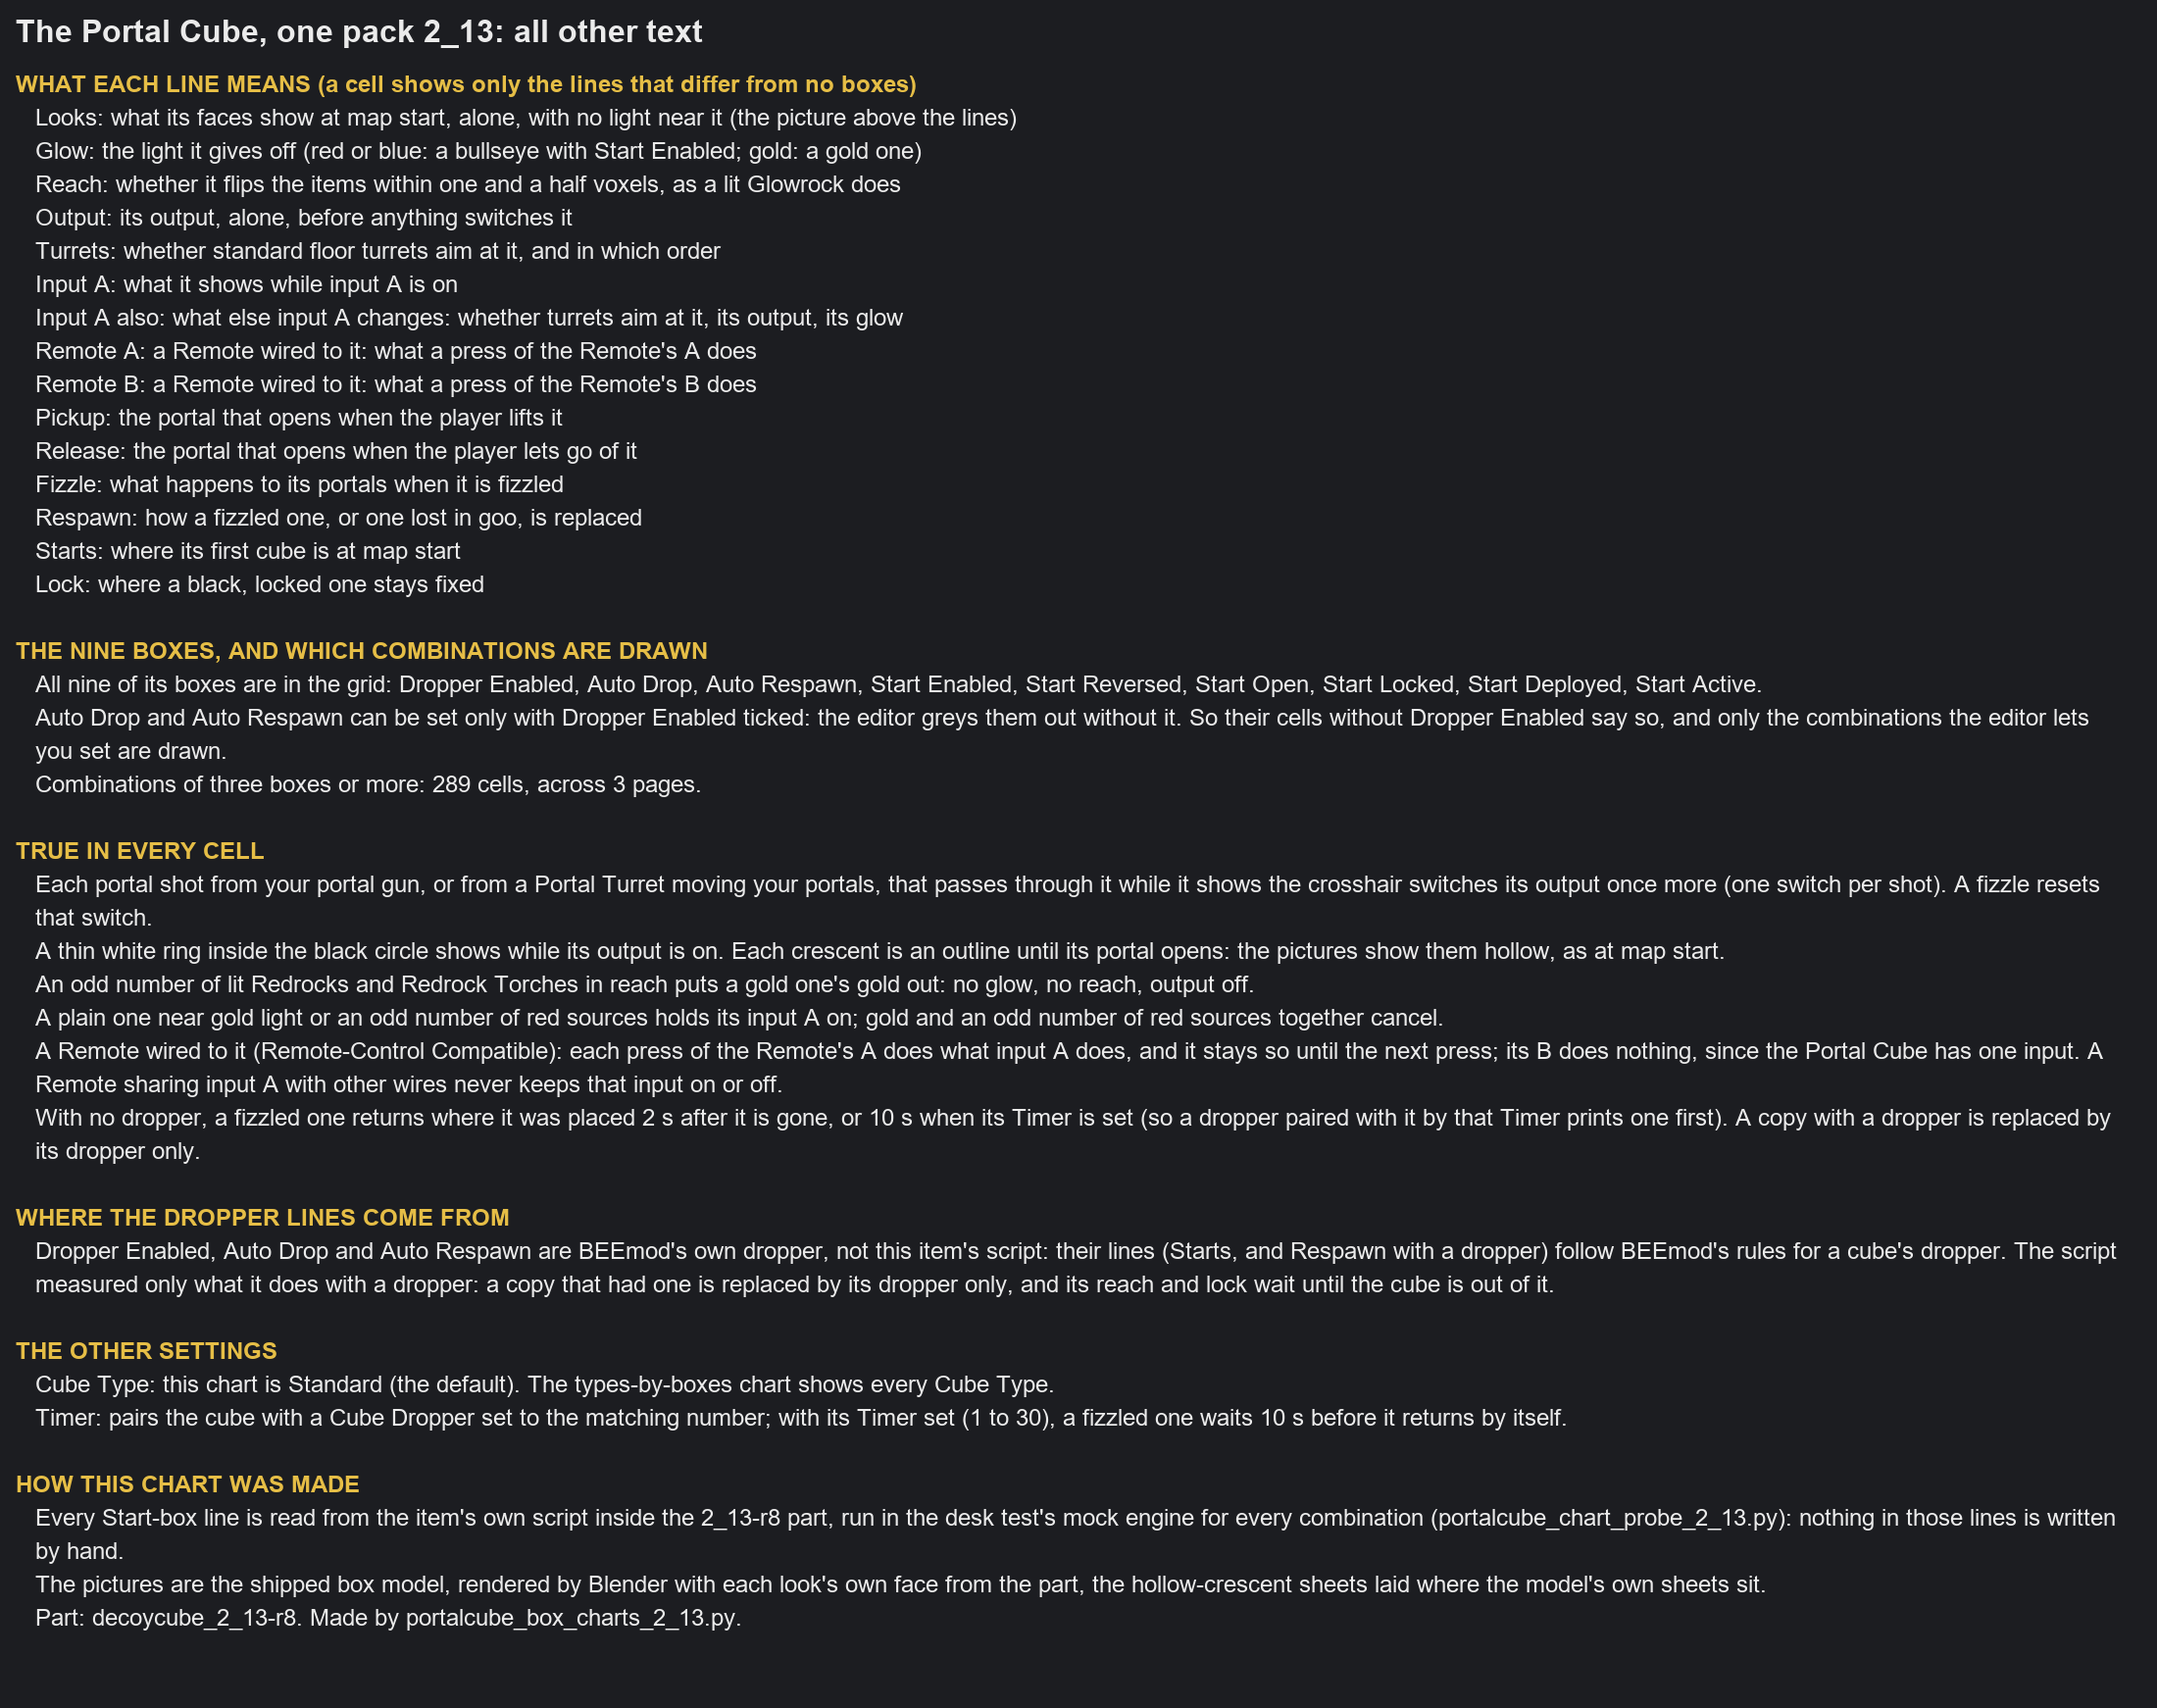 The Portal Cube, one pack 2_13: all other text
WHAT EACH LINE MEANS (a cell shows only the lines that differ from no boxes)
Looks: what its faces show at map start, alone, with no light near it (the picture above the lines)
Glow: the light it gives off (red or blue: a bullseye with Start Enabled; gold: a gold one)
Reach: whether it flips the items within one and a half voxels, as a lit Glowrock does
Output: its output, alone, before anything switches it
Turrets: whether standard floor turrets aim at it, and in which order
Input A: what it shows while input A is on
Input A also: what else input A changes: whether turrets aim at it, its output, its glow
Remote A: a Remote wired to it: what a press of the Remote's A does
Remote B: a Remote wired to it: what a press of the Remote's B does
Pickup: the portal that opens when the player lifts it
Release: the portal that opens when the player lets go of it
Fizzle: what happens to its portals when it is fizzled
Respawn: how a fizzled one, or one lost in goo, is replaced
Starts: where its first cube is at map start
Lock: where a black, locked one stays fixed
THE NINE BOXES, AND WHICH COMBINATIONS ARE DRAWN
All nine of its boxes are in the grid: Dropper Enabled, Auto Drop, Auto Respawn, Start Enabled, Start Reversed, Start Open, Start Locked, Start Deployed, Start Active.
Auto Drop and Auto Respawn can be set only with Dropper Enabled ticked: the editor greys them out without it. So their cells without Dropper Enabled say so, and only the combinations the editor lets
you set are drawn.
Combinations of three boxes or more: 289 cells, across 3 pages.
TRUE IN EVERY CELL
Each portal shot from your portal gun, or from a Portal Turret moving your portals, that passes through it while it shows the crosshair switches its output once more (one switch per shot). A fizzle resets
that switch.
A thin white ring inside the black circle shows while its output is on. Each crescent is an outline until its portal opens: the pictures show them hollow, as at map start.
An odd number of lit Redrocks and Redrock Torches in reach puts a gold one's gold out: no glow, no reach, output off.
A plain one near gold light or an odd number of red sources holds its input A on; gold and an odd number of red sources together cancel.
A Remote wired to it (Remote-Control Compatible): each press of the Remote's A does what input A does, and it stays so until the next press; its B does nothing, since the Portal Cube has one input. A
Remote sharing input A with other wires never keeps that input on or off.
With no dropper, a fizzled one returns where it was placed 2 s after it is gone, or 10 s when its Timer is set (so a dropper paired with it by that Timer prints one first). A copy with a dropper is replaced by
its dropper only.
WHERE THE DROPPER LINES COME FROM
Dropper Enabled, Auto Drop and Auto Respawn are BEEmod's own dropper, not this item's script: their lines (Starts, and Respawn with a dropper) follow BEEmod's rules for a cube's dropper. The script
measured only what it does with a dropper: a copy that had one is replaced by its dropper only, and its reach and lock wait until the cube is out of it.
THE OTHER SETTINGS
Cube Type: this chart is Standard (the default). The types-by-boxes chart shows every Cube Type.
Timer: pairs the cube with a Cube Dropper set to the matching number; with its Timer set (1 to 30), a fizzled one waits 10 s before it returns by itself.
HOW THIS CHART WAS MADE
Every Start-box line is read from the item's own script inside the 2_13-r8 part, run in the desk test's mock engine for every combination (portalcube_chart_probe_2_13.py): nothing in those lines is written
by hand.
The pictures are the shipped box model, rendered by Blender with each look's own face from the part, the hollow-crescent sheets laid where the model's own sheets sit.
Part: decoycube_2_13-r8. Made by portalcube_box_charts_2_13.py.